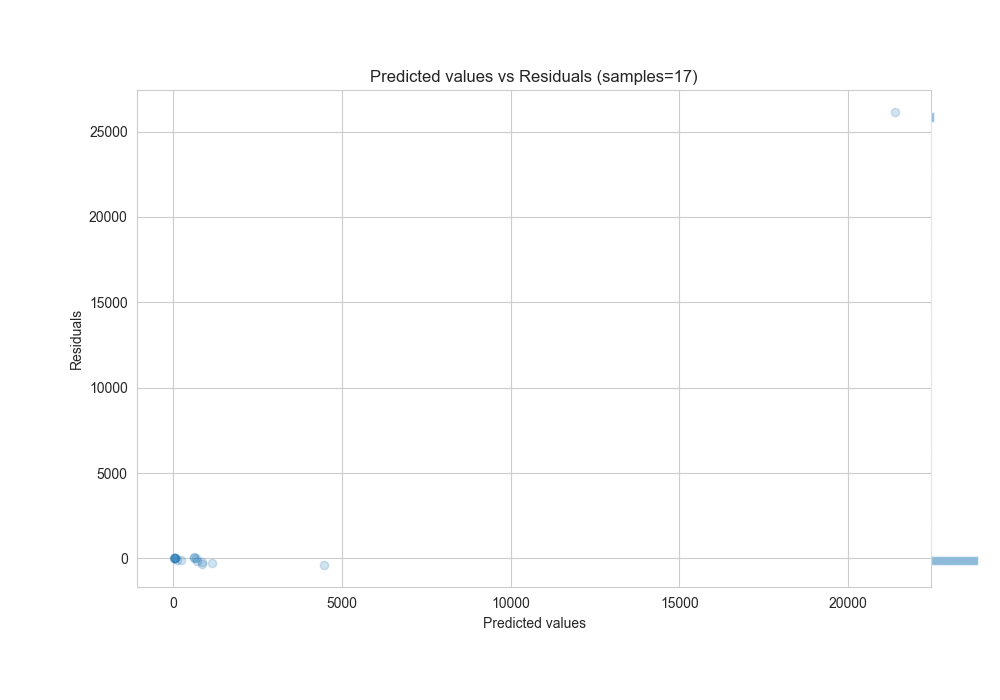 Predicted values vs Residuals (samples=17)
25000
20000
15000
10000
5000
0
Residuals
0 5000 10000 15000 20000
Predicted values